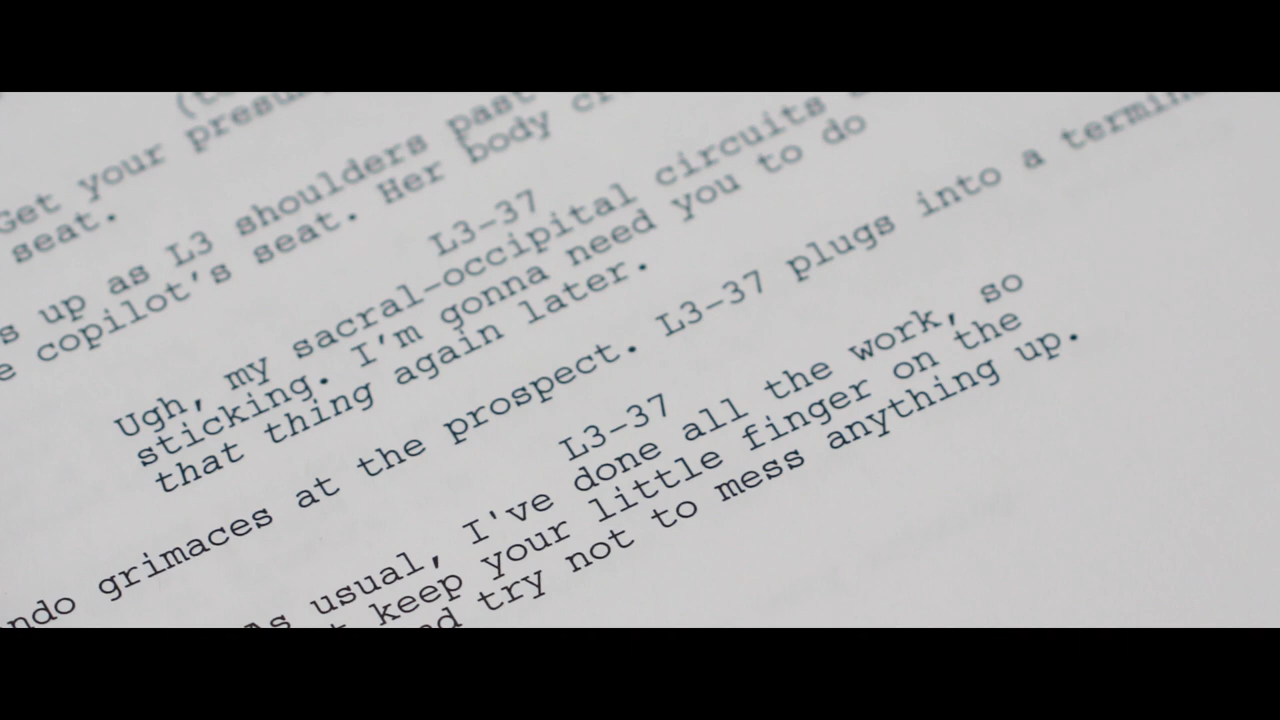 Get your
seat.
s up as L3 shoulders past
e copilot's seat. Her body
L3-37
Ugh, my sacral-occipital circuits
sticking. I'm gonna need you to do
that thing again later.
ndo grimaces at the prospect. L3-37 plugs into a
L3-37
As usual, I've done all the work, so
keep your little finger on the
try not to mess anything up.